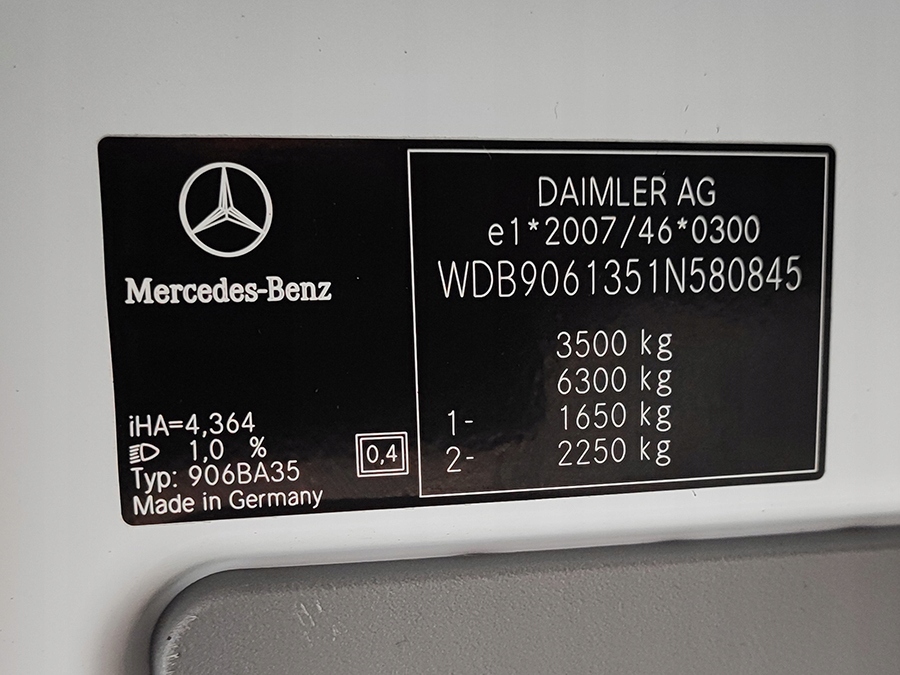 Mercedes-Benz
iHA=4,364
1,0 %
Typ: 906BA35
Made in Germany
0,4
DAIMLER AG
e1*2007/46*0300
WDB9061351N580845
3500 kg
6300 kg
1- 1650 kg
2- 2250 kg